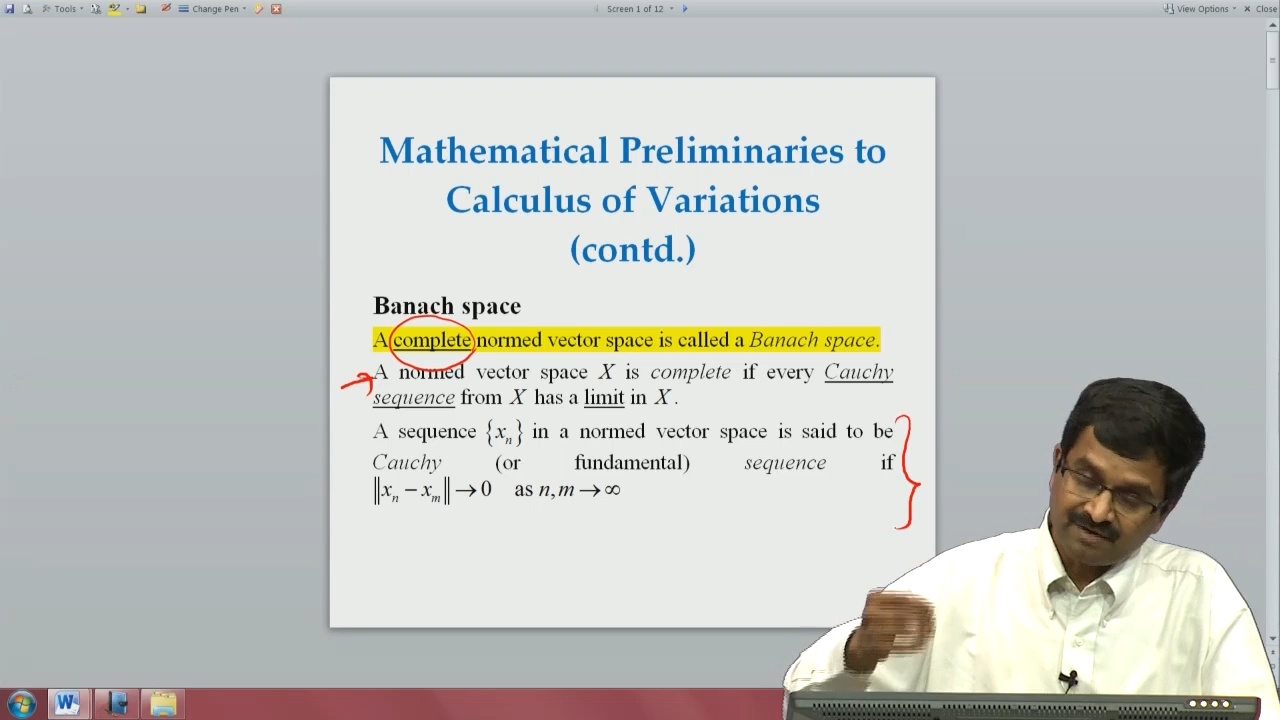 Tools
Change Pen
Screen 1 of 12
View Options
Close
Mathematical Preliminaries to
Calculus of Variations
(contd.)
Banach space
A complete normed vector space is called a Banach space.
A normed vector space X is complete if every Cauchy
sequence from X has a limit in X.
A sequence {xₙ} in a normed vector space is said to be
Cauchy (or fundamental) sequence if
‖xₙ − xₘ‖ → 0 as n, m → ∞